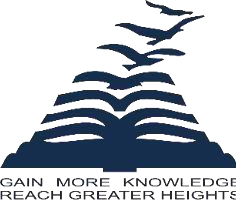 GAIN MORE KNOWLEDGE
REACH GREATER HEIGHTS